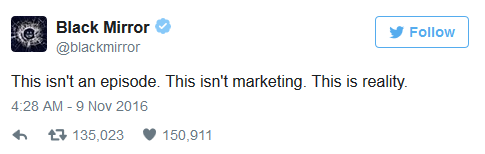 Black Mirror
@blackmirror
Follow
This isn't an episode. This isn't marketing. This is reality.
4:28 AM - 9 Nov 2016
135,023 150,911